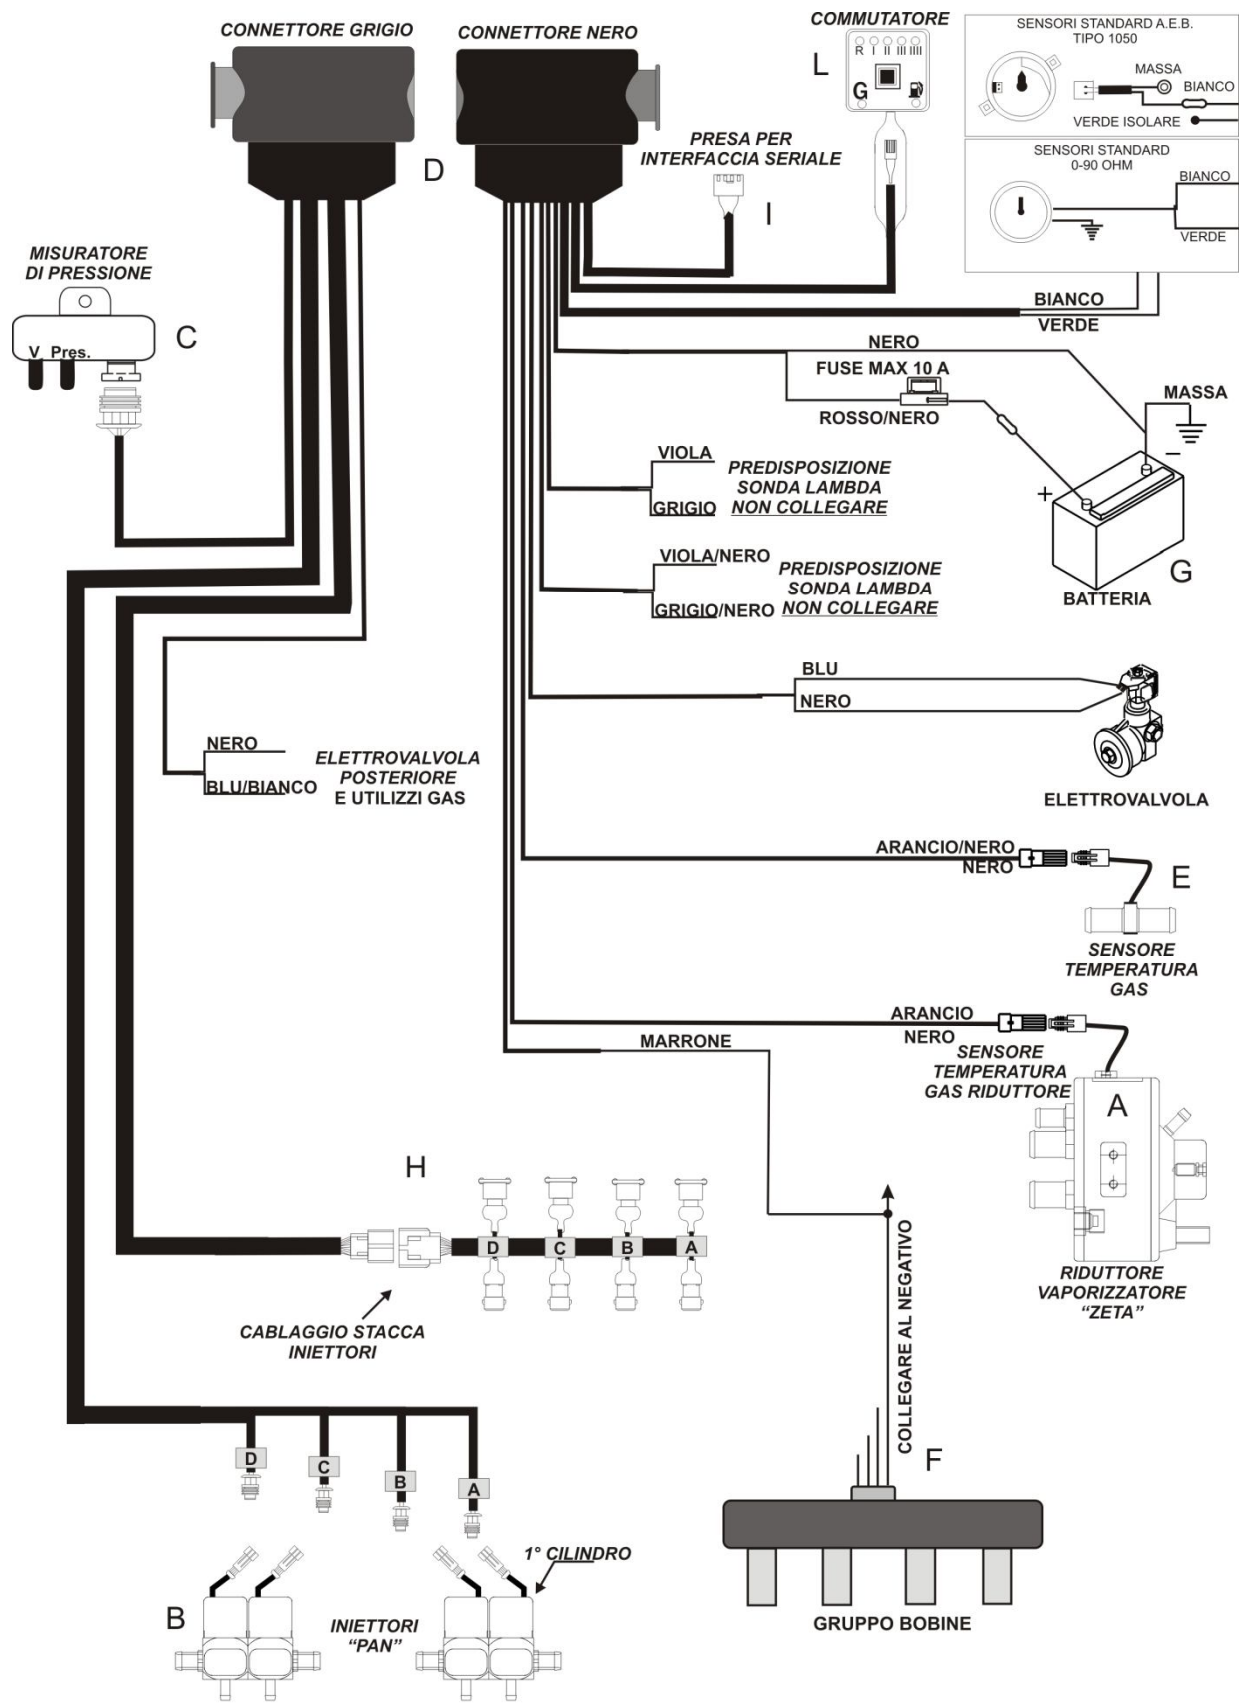 CONNETTORE GRIGIO
CONNETTORE NERO
COMMUTATORE
L
R I II III IIII
G
SENSORI STANDARD A.E.B.
TIPO 1050
MASSA
BIANCO
VERDE ISOLARE
SENSORI STANDARD
0-90 OHM
BIANCO
VERDE
PRESA PER
INTERFACCIA SERIALE
D
I
MISURATORE
DI PRESSIONE
C
V Pres.
BIANCO
VERDE
NERO
FUSE MAX 10 A
ROSSO/NERO
MASSA
+
−
G
BATTERIA
VIOLA
GRIGIO
PREDISPOSIZIONE
SONDA LAMBDA
NON COLLEGARE
VIOLA/NERO
GRIGIO/NERO
PREDISPOSIZIONE
SONDA LAMBDA
NON COLLEGARE
BLU
NERO
ELETTROVALVOLA
NERO
BLU/BIANCO
ELETTROVALVOLA
POSTERIORE
E UTILIZZI GAS
ARANCIO/NERO
NERO
E
SENSORE
TEMPERATURA
GAS
ARANCIO
NERO
MARRONE
SENSORE
TEMPERATURA
GAS RIDUTTORE
A
RIDUTTORE
VAPORIZZATORE
“ZETA”
H
D C B A
CABLAGGIO STACCA
INIETTORI
COLLEGARE AL NEGATIVO
D
C
B
A
F
GRUPPO BOBINE
1° CILINDRO
B
INIETTORI
“PAN”